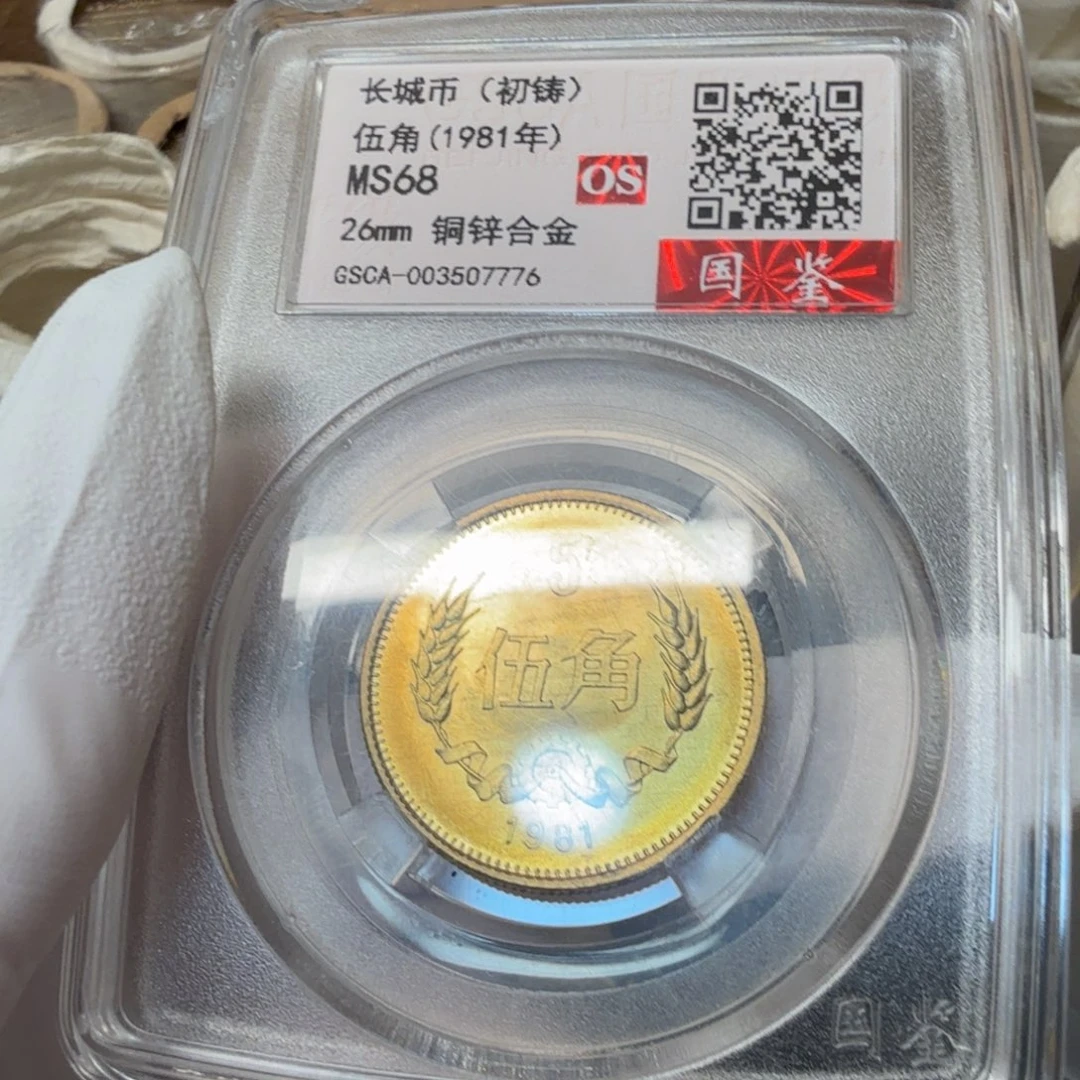 长城币（初铸）
伍角(1981年)
MS68
OS
26mm 铜锌合金
GSCA-003507776
国鉴
5
伍角
1981
国鉴